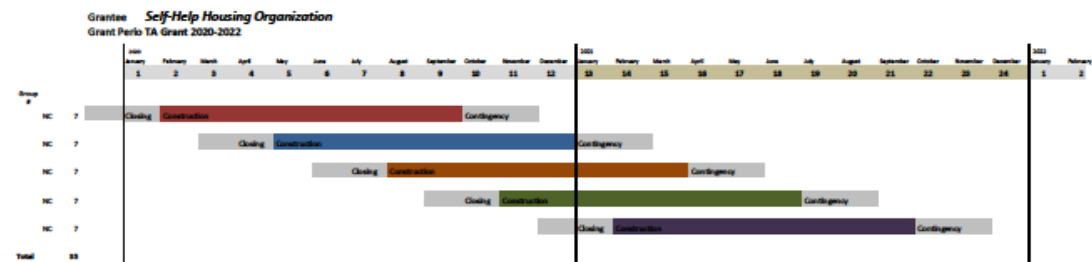 Grantee Self-Help Housing Organization
Grant Perio TA Grant 2020-2022
2020 2021 2022
January February March April May June July August September October November December January February March April May June July August September October November December January February
1 2 3 4 5 6 7 8 9 10 11 12 13 14 15 16 17 18 19 20 21 22 23 24 1 2
Group
#
NC 7 Closing Construction Contingency
NC 7 Closing Construction Contingency
NC 7 Closing Construction Contingency
NC 7 Closing Construction Contingency
NC 7 Closing Construction Contingency
Total 35